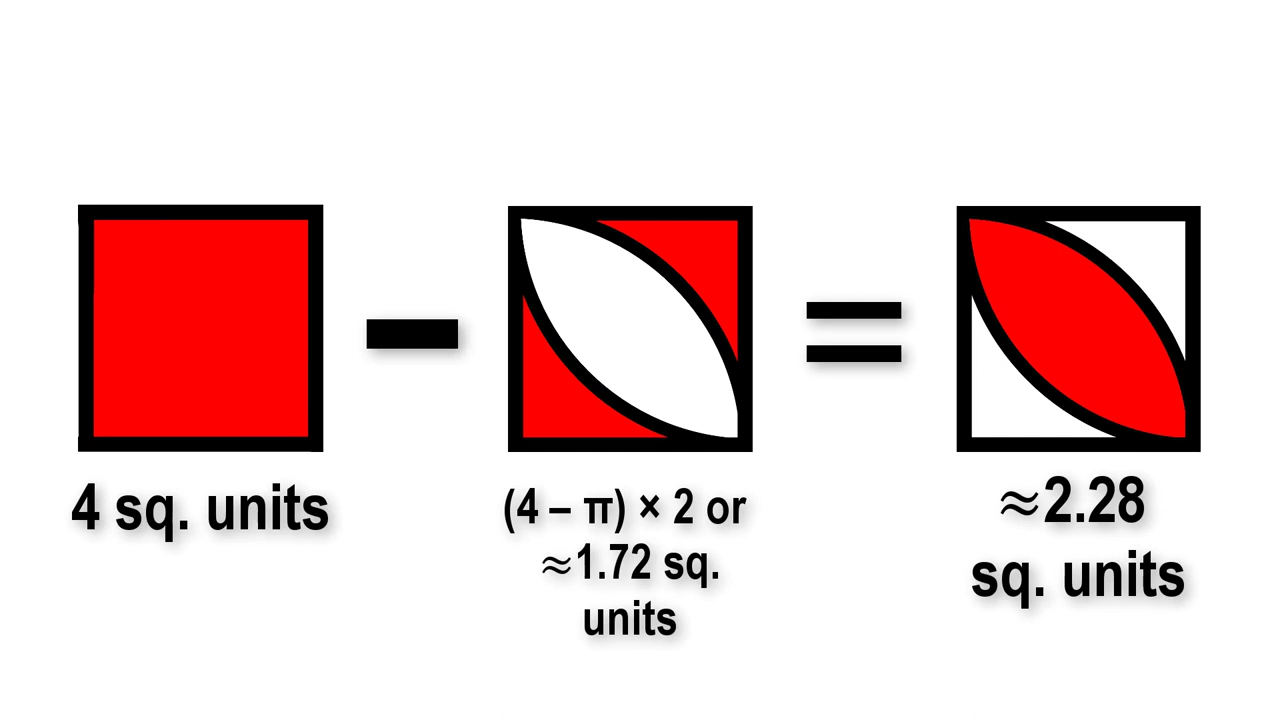 4 sq. units
(4 – π) × 2 or
≈1.72 sq.
units
≈2.28
sq. units